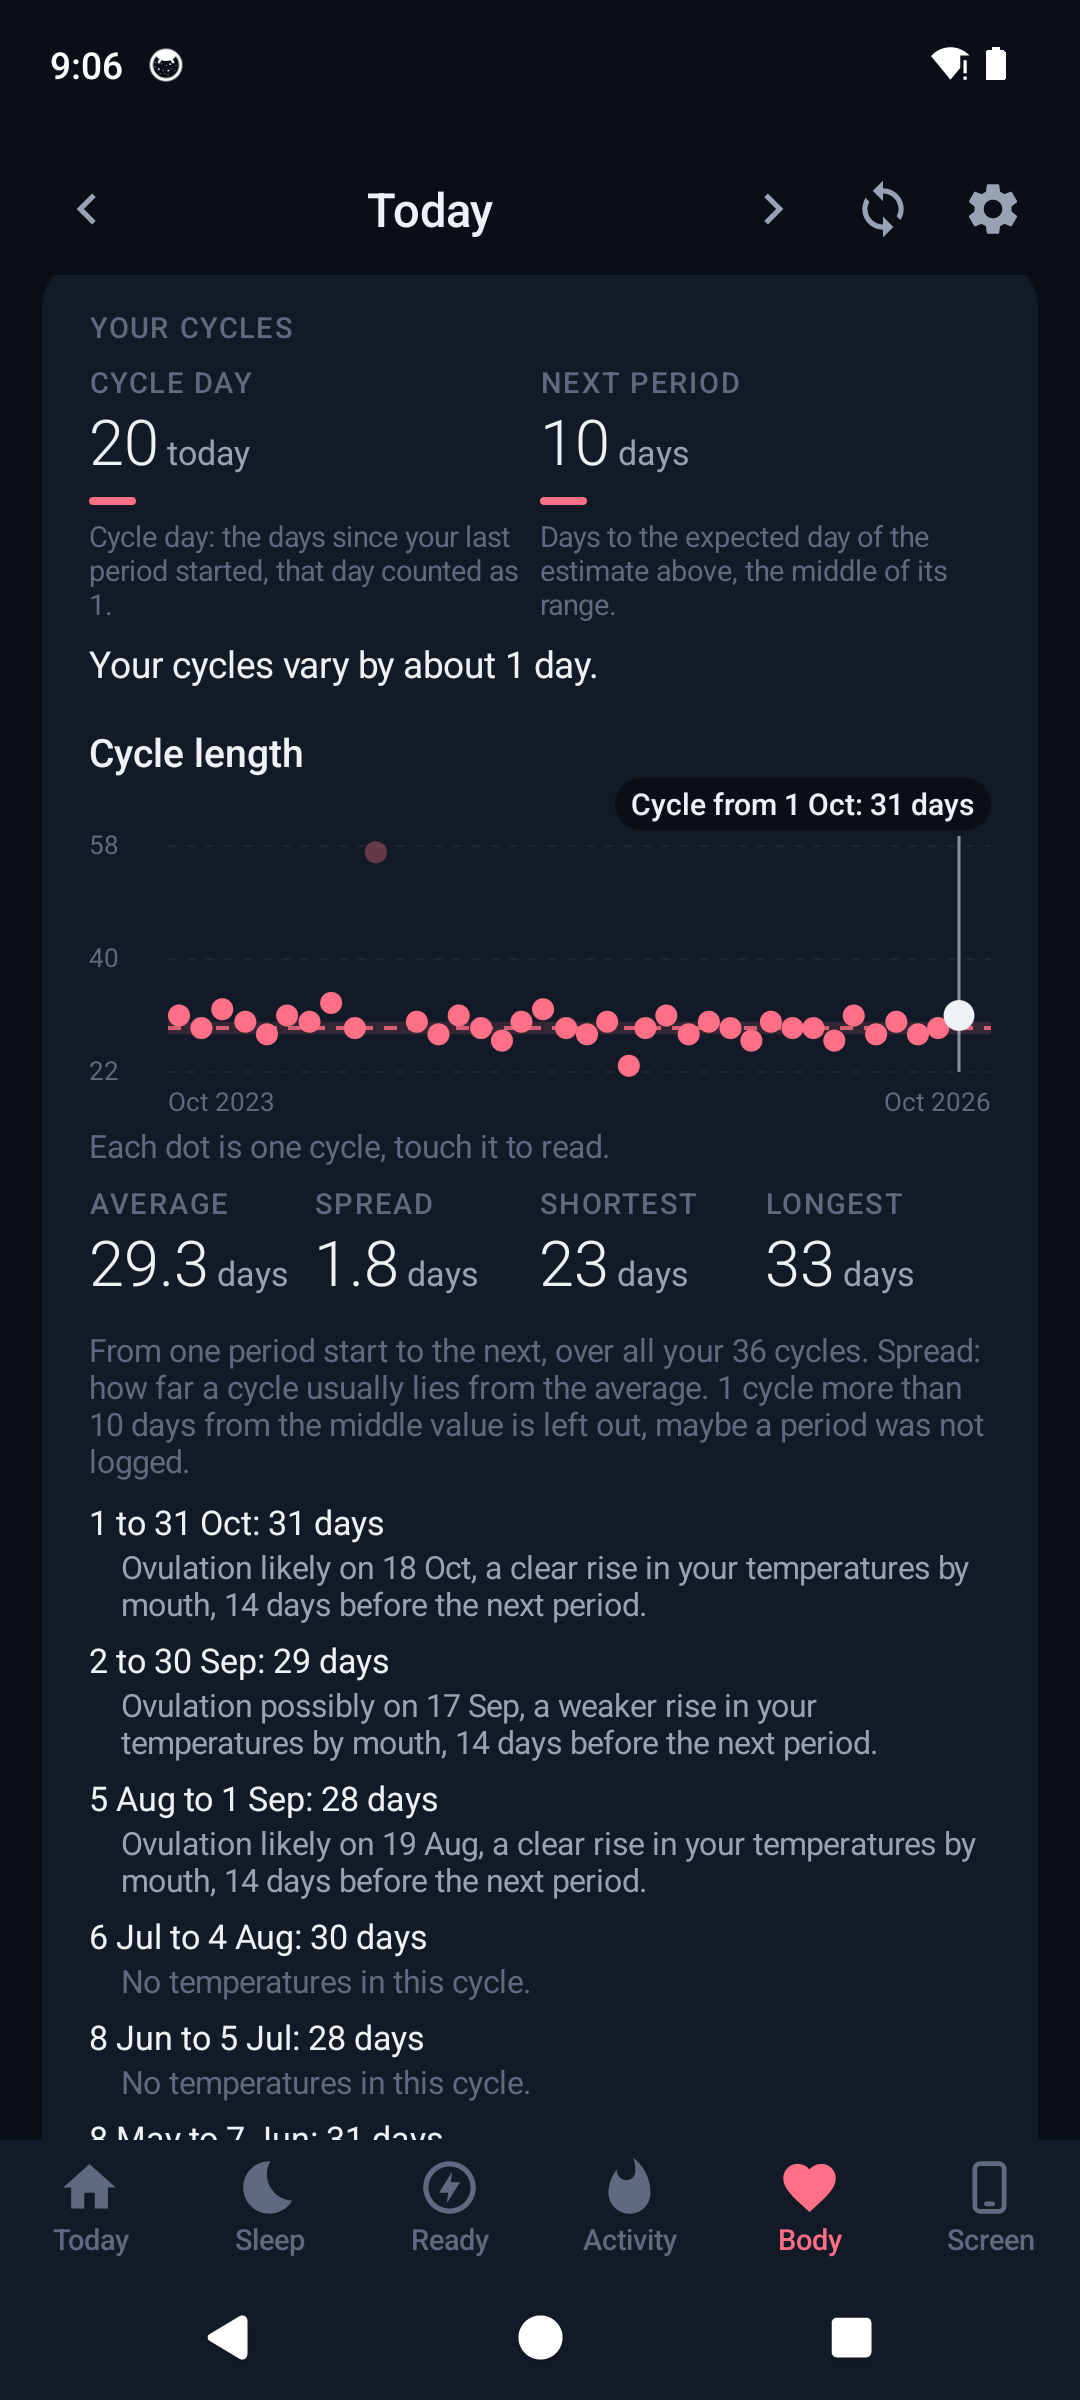 9:06
Today
YOUR CYCLES
CYCLE DAY
NEXT PERIOD
20 today
10 days
Cycle day: the days since your last
period started, that day counted as
1.
Days to the expected day of the
estimate above, the middle of its
range.
Your cycles vary by about 1 day.
Cycle length
Cycle from 1 Oct: 31 days
58
40
22
Oct 2023
Oct 2026
Each dot is one cycle, touch it to read.
AVERAGE
SPREAD
SHORTEST
LONGEST
29.3 days
1.8 days
23 days
33 days
From one period start to the next, over all your 36 cycles. Spread:
how far a cycle usually lies from the average. 1 cycle more than
10 days from the middle value is left out, maybe a period was not
logged.
1 to 31 Oct: 31 days
Ovulation likely on 18 Oct, a clear rise in your temperatures by
mouth, 14 days before the next period.
2 to 30 Sep: 29 days
Ovulation possibly on 17 Sep, a weaker rise in your
temperatures by mouth, 14 days before the next period.
5 Aug to 1 Sep: 28 days
Ovulation likely on 19 Aug, a clear rise in your temperatures by
mouth, 14 days before the next period.
6 Jul to 4 Aug: 30 days
No temperatures in this cycle.
8 Jun to 5 Jul: 28 days
No temperatures in this cycle.
8 May to 7 Jun: 31 days
Today
Sleep
Ready
Activity
Body
Screen